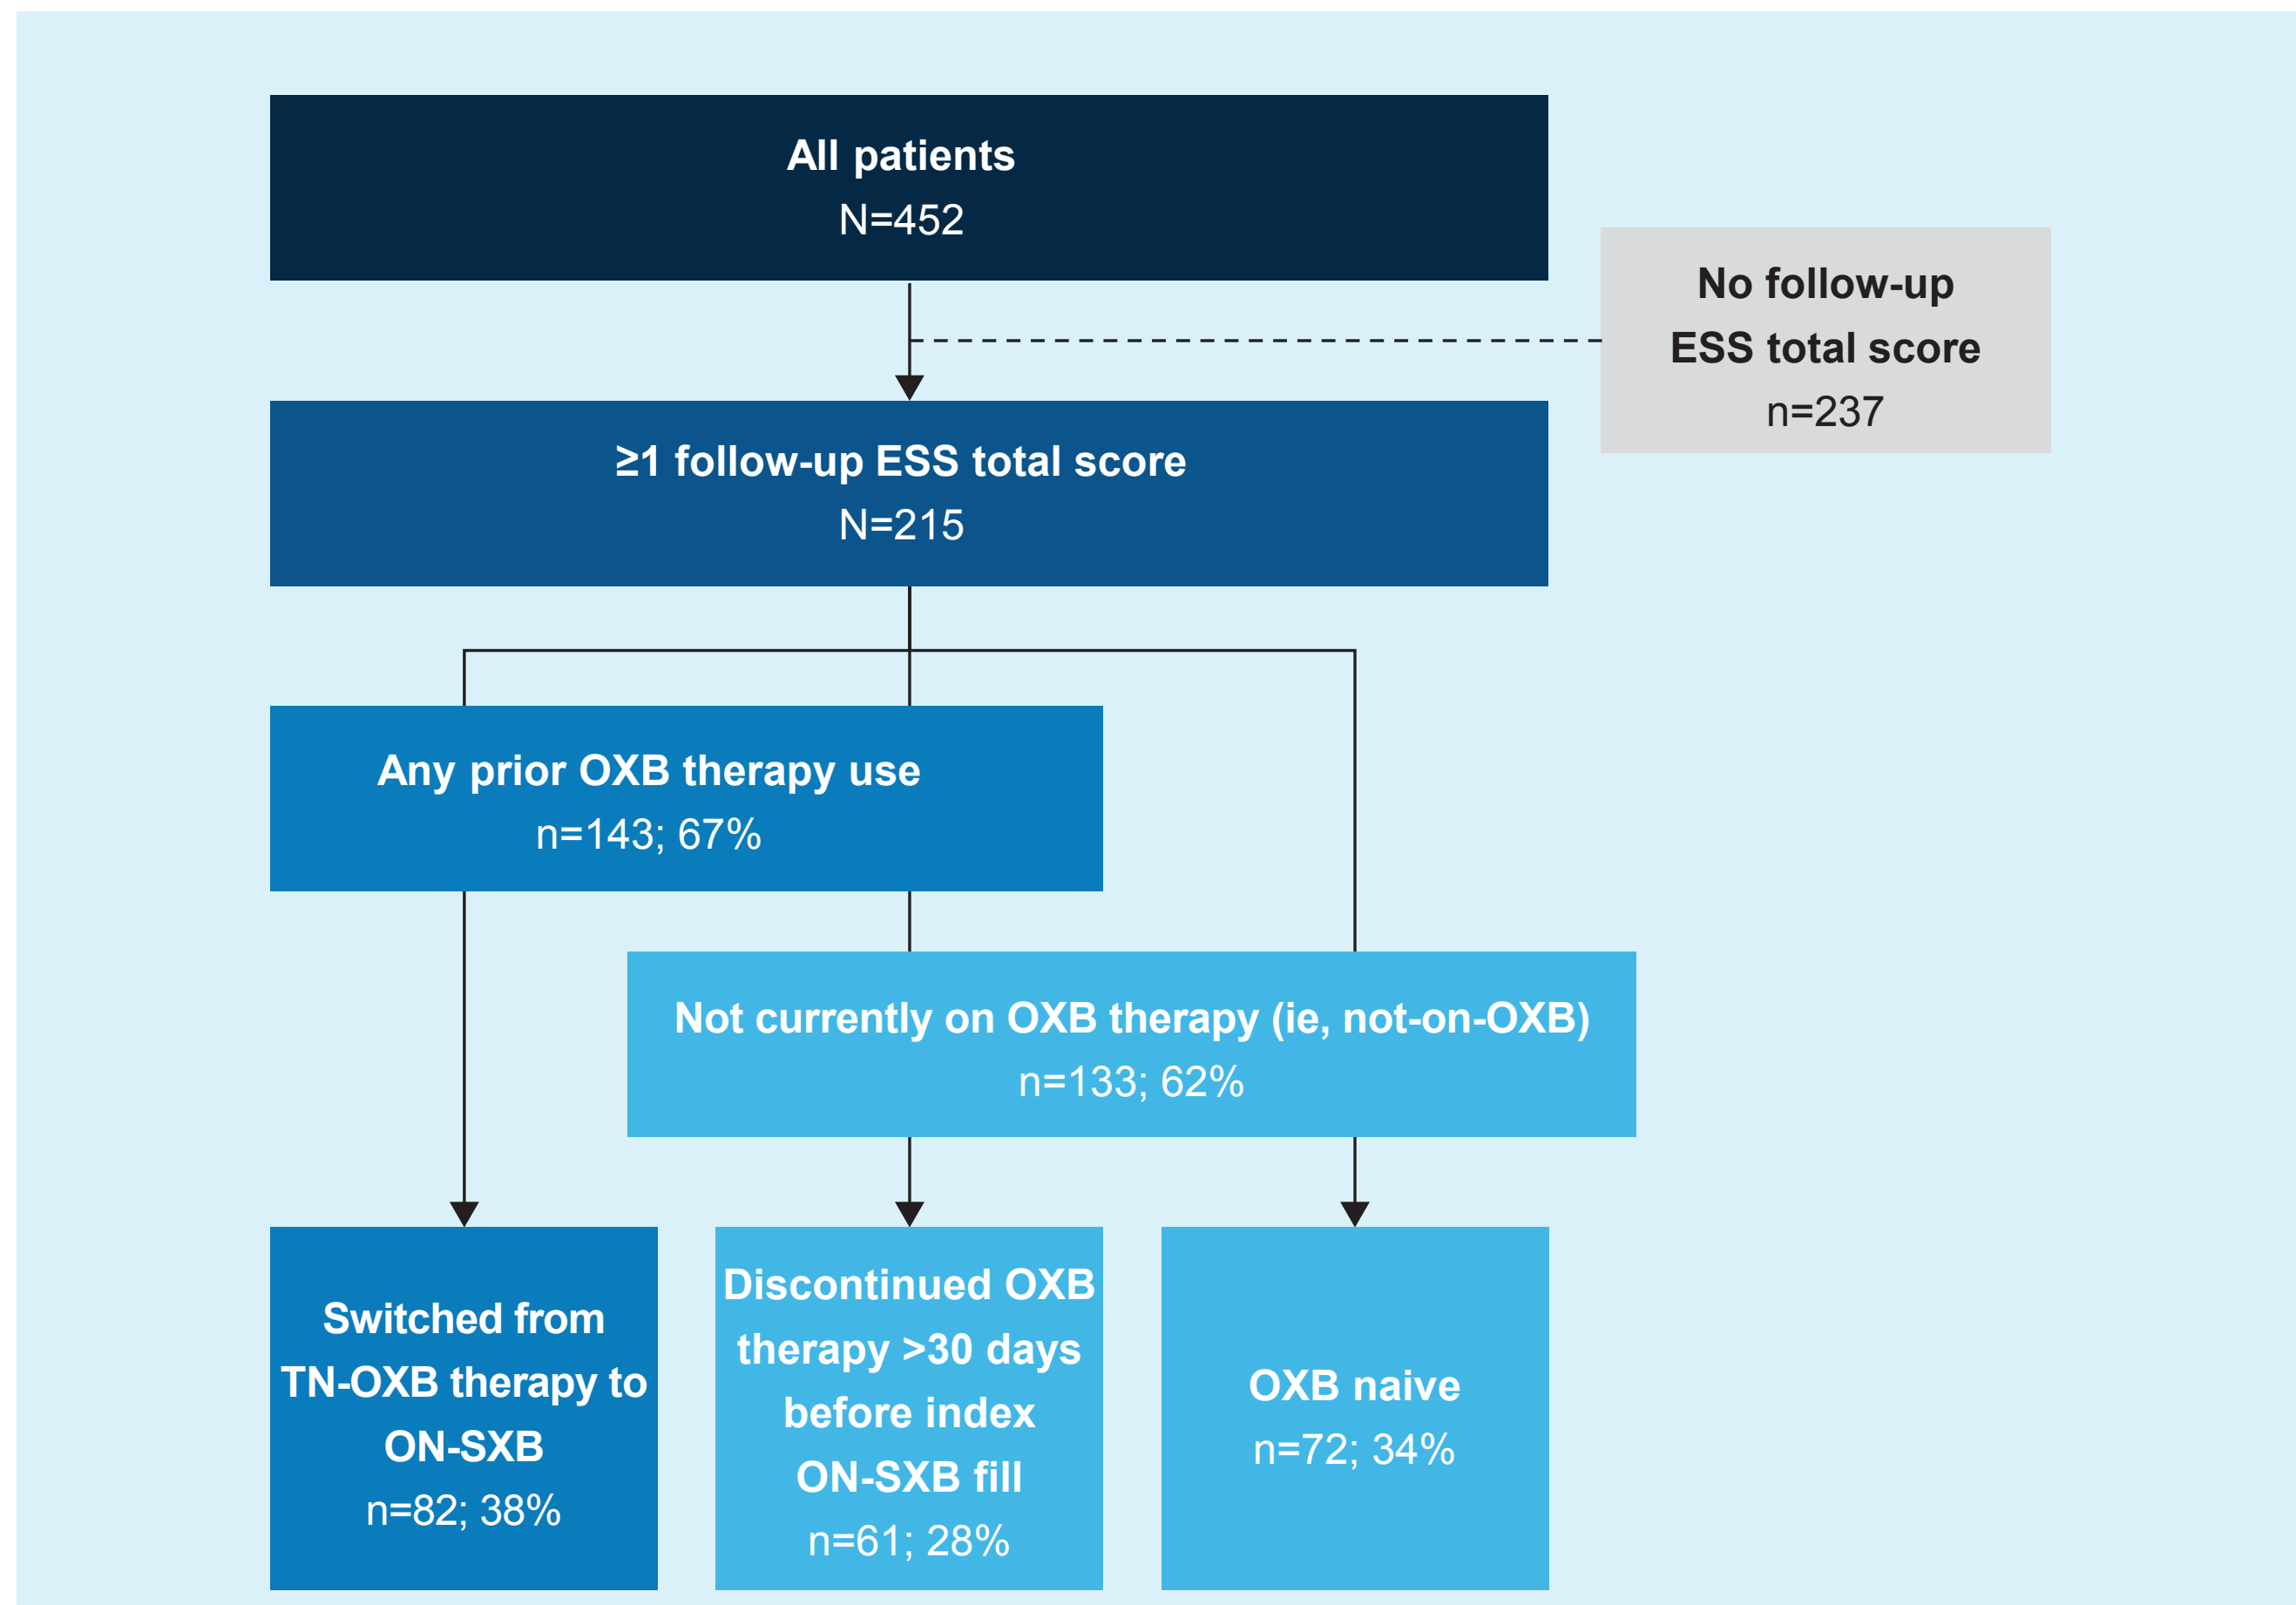 All patients
N=452
No follow-up
ESS total score
n=237
≥1 follow-up ESS total score
N=215
Any prior OXB therapy use
n=143; 67%
Not currently on OXB therapy (ie, not-on-OXB)
n=133; 62%
Switched from
TN-OXB therapy to
ON-SXB
n=82; 38%
Discontinued OXB
therapy >30 days
before index
ON-SXB fill
n=61; 28%
OXB naive
n=72; 34%